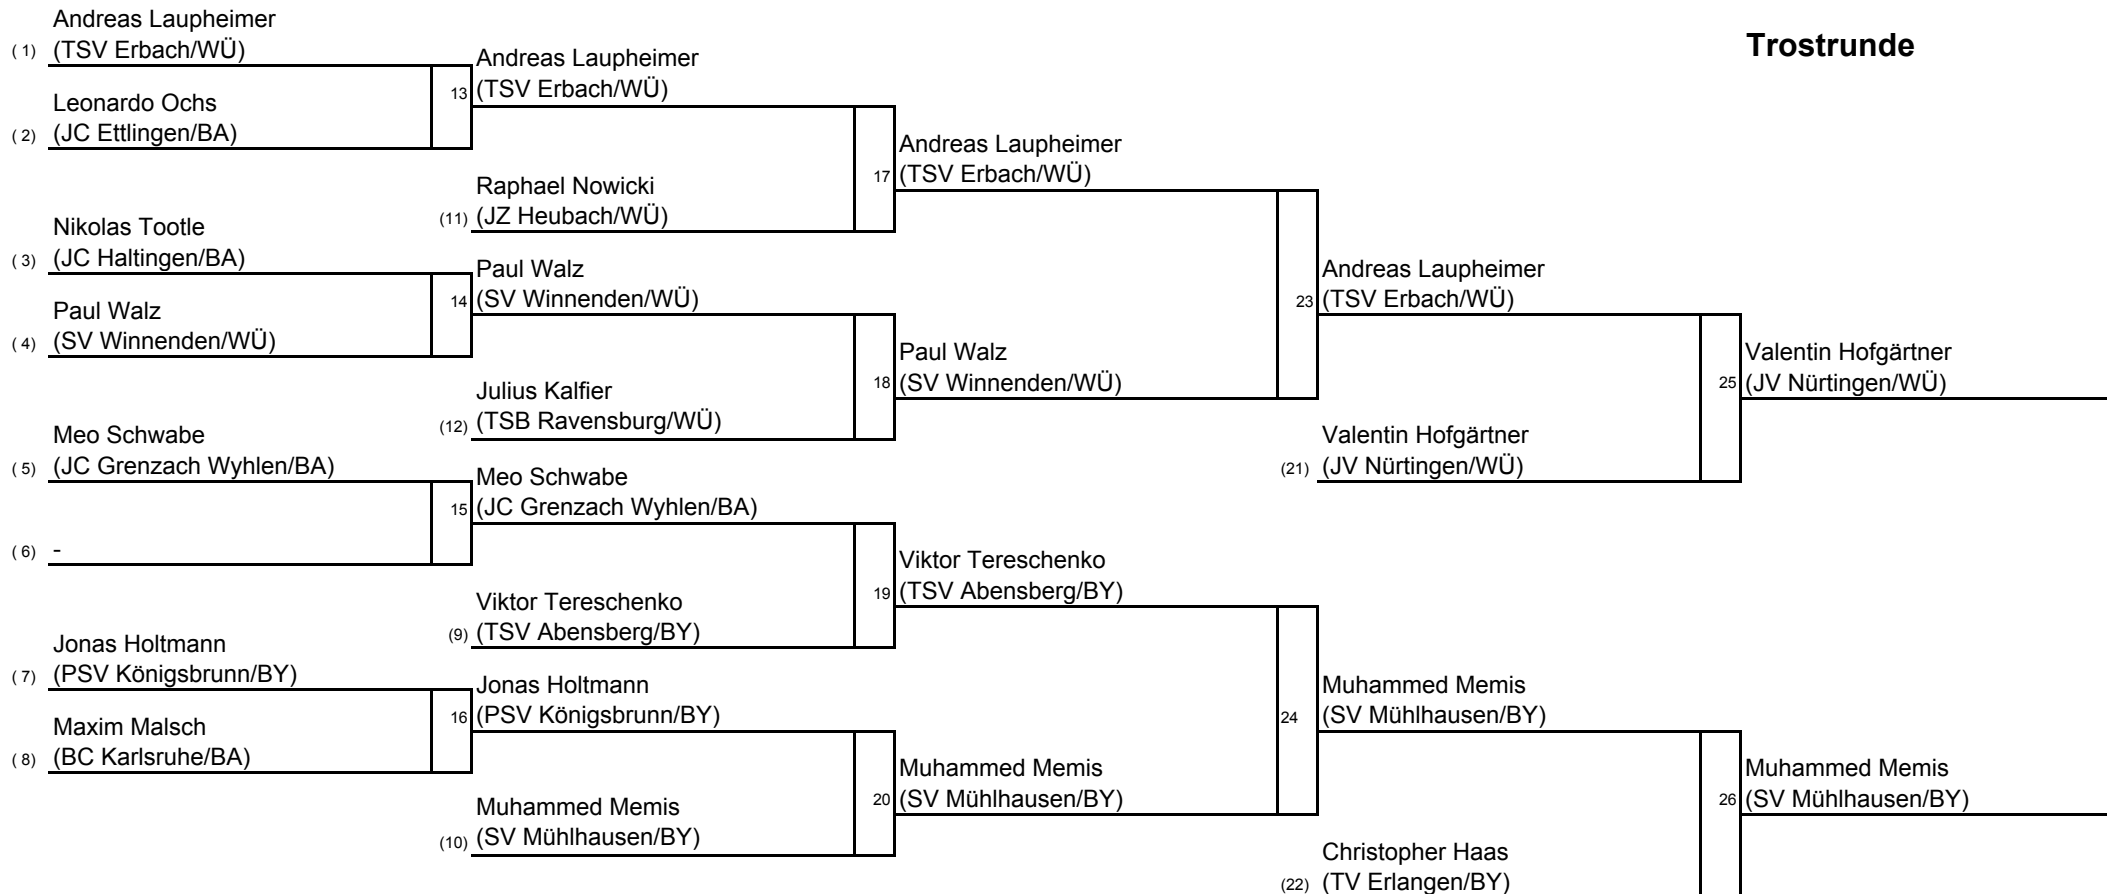 Trostrunde
Andreas Laupheimer
( 1) (TSV Erbach/WÜ)
Leonardo Ochs
( 2) (JC Ettlingen/BA)
Nikolas Tootle
( 3) (JC Haltingen/BA)
Paul Walz
( 4) (SV Winnenden/WÜ)
Meo Schwabe
( 5) (JC Grenzach Wyhlen/BA)
( 6) -
Jonas Holtmann
( 7) (PSV Königsbrunn/BY)
Maxim Malsch
( 8) (BC Karlsruhe/BA)
Andreas Laupheimer
13 (TSV Erbach/WÜ)
Raphael Nowicki
(11) (JZ Heubach/WÜ)
Paul Walz
14 (SV Winnenden/WÜ)
Julius Kalfier
(12) (TSB Ravensburg/WÜ)
Meo Schwabe
15 (JC Grenzach Wyhlen/BA)
Viktor Tereschenko
(9) (TSV Abensberg/BY)
Jonas Holtmann
16 (PSV Königsbrunn/BY)
Muhammed Memis
(10) (SV Mühlhausen/BY)
Andreas Laupheimer
17 (TSV Erbach/WÜ)
Paul Walz
18 (SV Winnenden/WÜ)
Viktor Tereschenko
19 (TSV Abensberg/BY)
Muhammed Memis
20 (SV Mühlhausen/BY)
Andreas Laupheimer
23 (TSV Erbach/WÜ)
Valentin Hofgärtner
(21) (JV Nürtingen/WÜ)
Muhammed Memis
24 (SV Mühlhausen/BY)
Christopher Haas
(22) (TV Erlangen/BY)
Valentin Hofgärtner
25 (JV Nürtingen/WÜ)
Muhammed Memis
26 (SV Mühlhausen/BY)